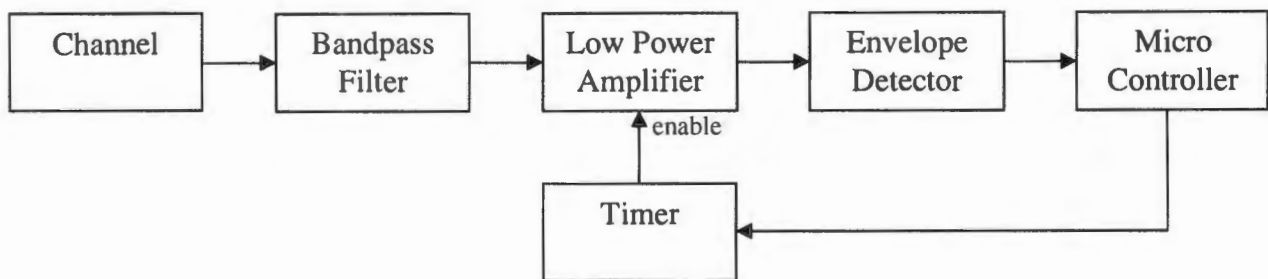 Channel
Bandpass
Filter
Low Power
Amplifier
Envelope
Detector
Micro
Controller
enable
Timer